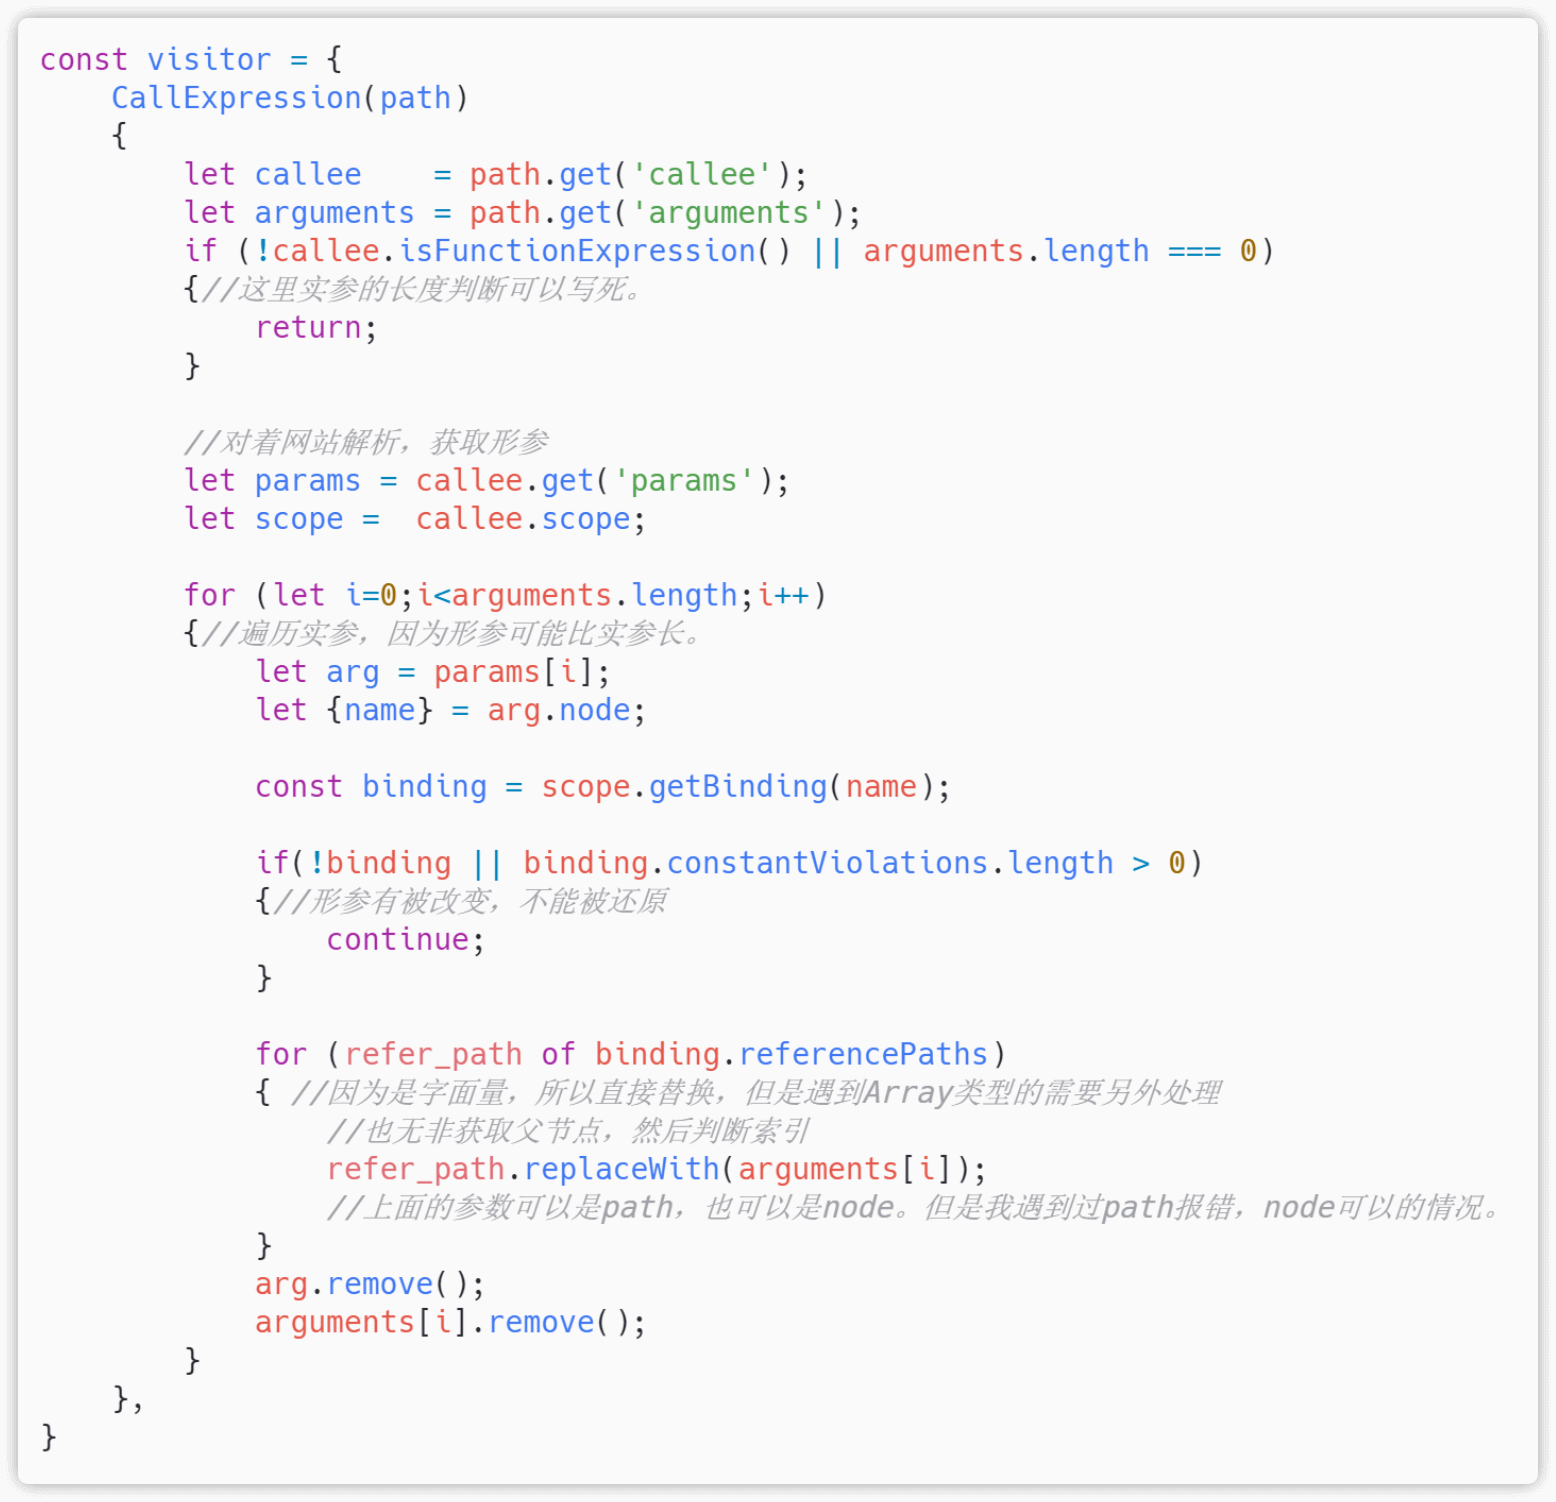 const visitor = {
    CallExpression(path)
    {
        let callee    = path.get('callee');
        let arguments = path.get('arguments');
        if (!callee.isFunctionExpression() || arguments.length === 0)
        {//这里实参的长度判断可以写死。
            return;
        }

        //对着网站解析，获取形参
        let params = callee.get('params');
        let scope =  callee.scope;

        for (let i=0;i<arguments.length;i++)
        {//遍历实参，因为形参可能比实参长。
            let arg = params[i];
            let {name} = arg.node;

            const binding = scope.getBinding(name);

            if(!binding || binding.constantViolations.length > 0)
            {//形参有被改变，不能被还原
                continue;
            }

            for (refer_path of binding.referencePaths)
            { //因为是字面量，所以直接替换，但是遇到Array类型的需要另外处理
                //也无非获取父节点，然后判断索引
                refer_path.replaceWith(arguments[i]);
                //上面的参数可以是path，也可以是node。但是我遇到过path报错，node可以的情况。
            }
            arg.remove();
            arguments[i].remove();
        }
    },
}